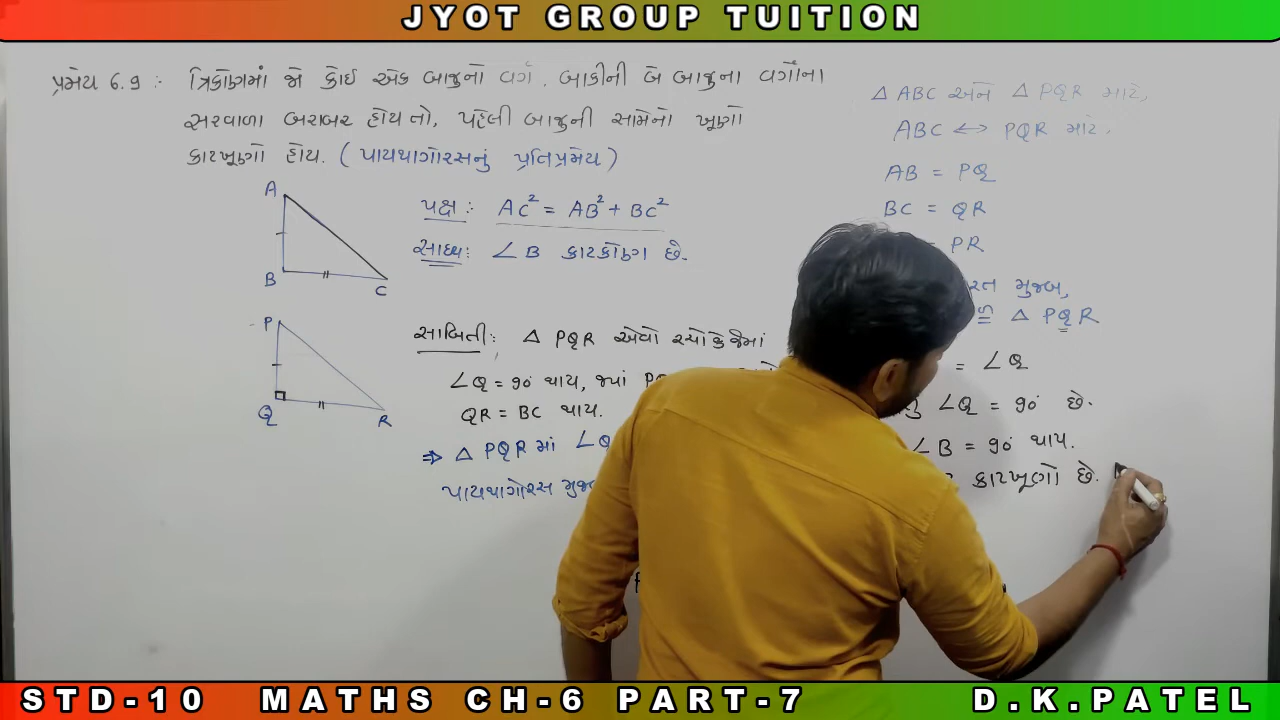 JYOT GROUP TUITION
પ્રમેય 6.9 :- ત્રિકોણમાં જો કોઈ એક બાજુનો વર્ગ, બાકીની બે બાજુના વર્ગોના
સરવાળા બરાબર હોય તો, પહેલી બાજુની સામેનો ખૂણો
કાટખૂણો હોય. (પાયથાગોરસનું પ્રતિપ્રમેય)
A
B
C
પક્ષ : AC² = AB² + BC²
સાધ્ય : ∠B કાટકોણ છે.
P
Q
R
સાબિતી : △ PQR એવો રચો કે જેમાં
∠Q = 90° થાય, જ્યાં
QR = BC થાય.
⇒ △ PQR માં ∠Q
પાયથાગોરસ
△ ABC અને △ PQR માટે,
ABC ↔ PQR માટે,
AB = PQ
BC = QR
= PR
મુજબ,
≅ △ PQR
= ∠Q
∠Q = 90° છે.
∠B = 90° થાય.
કાટખૂણો છે.
STD-10 MATHS CH-6 PART-7 D.K.PATEL